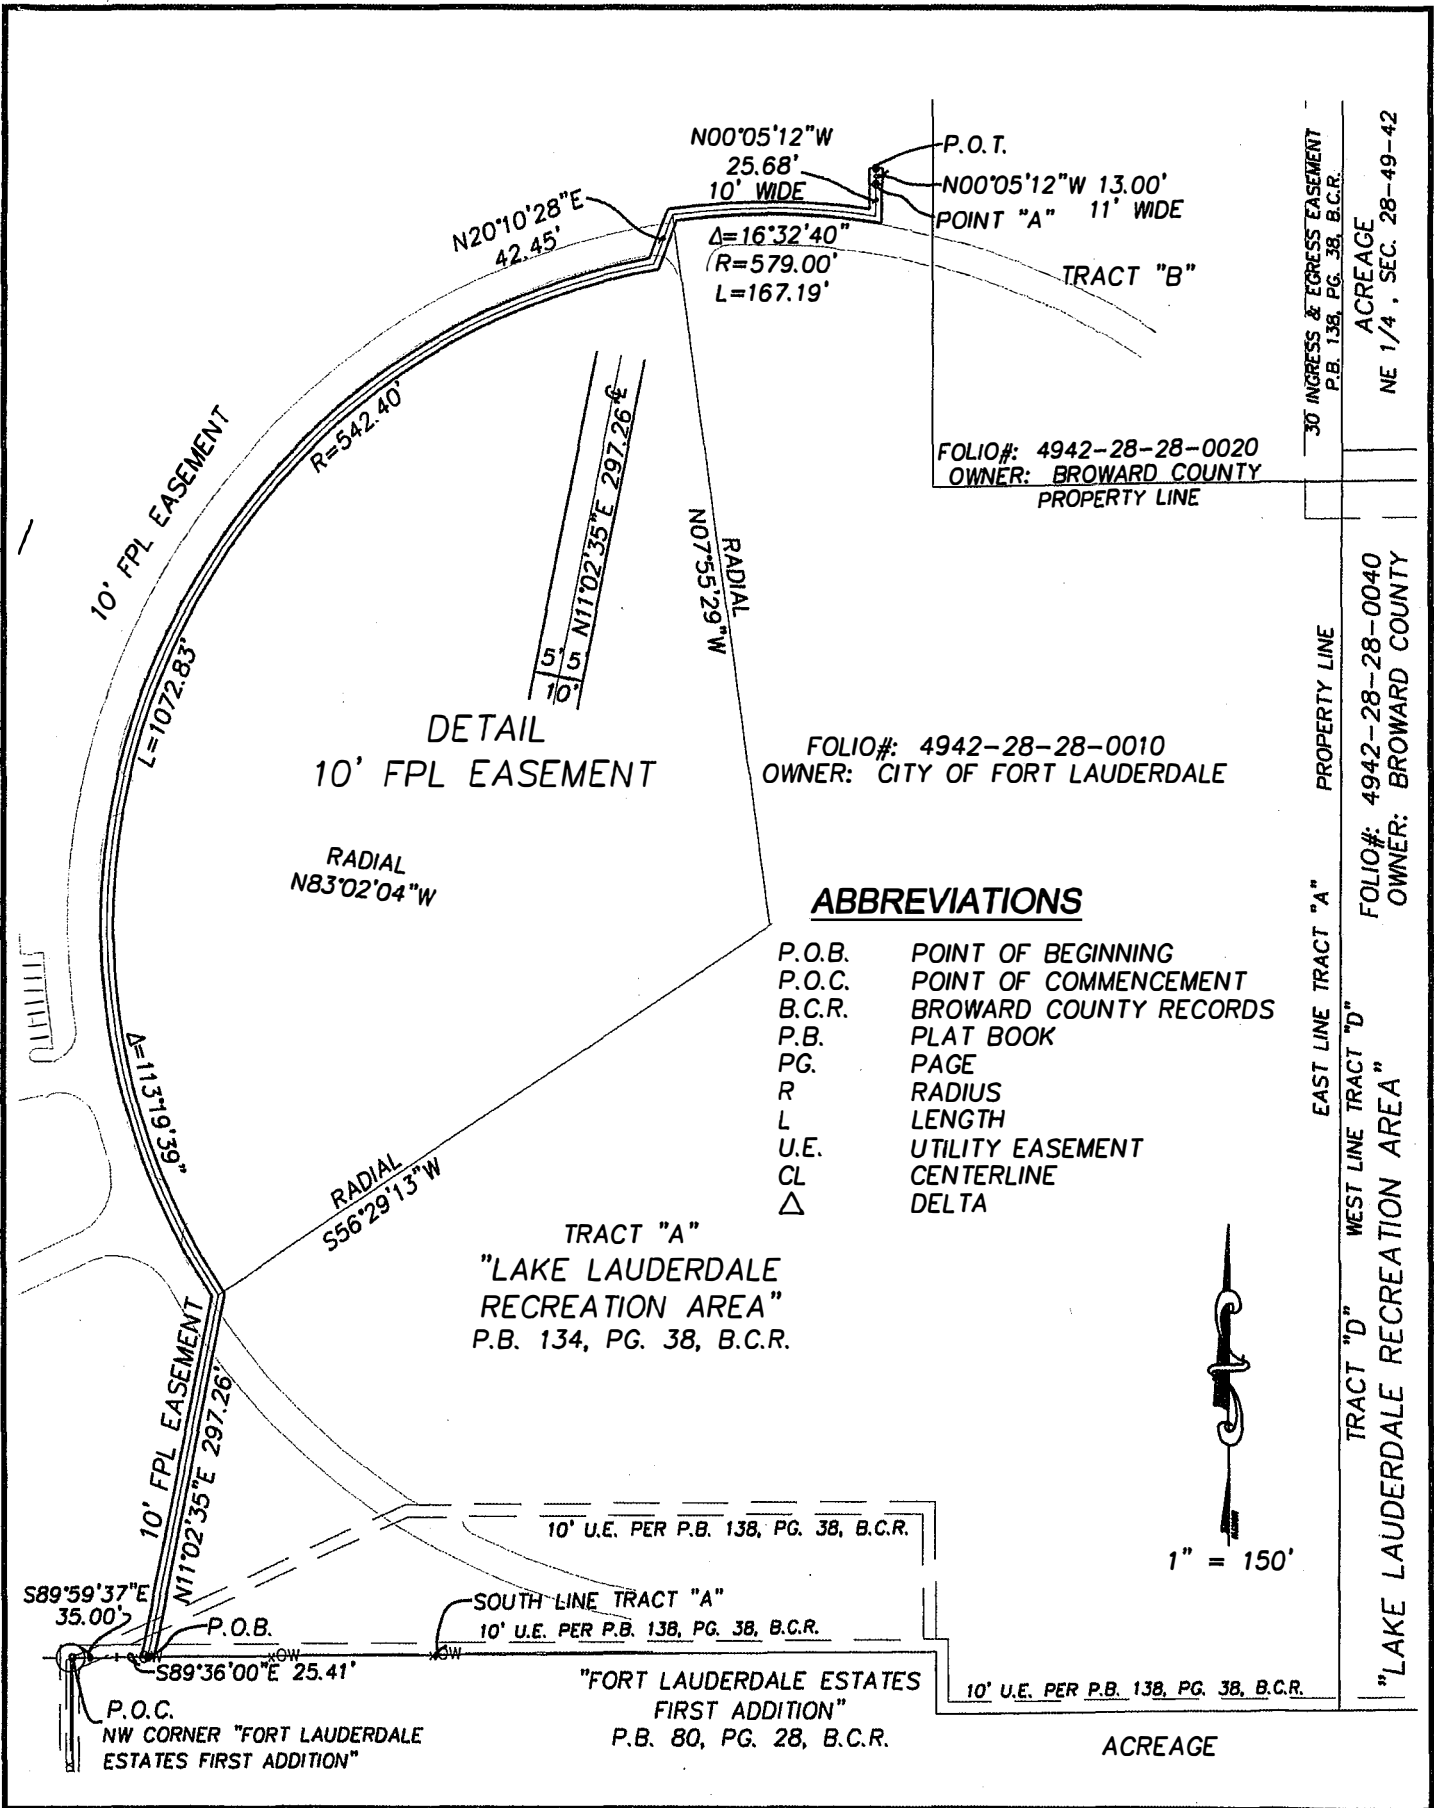 N00°05'12"W
25.68'
10' WIDE
P.O.T.
N00°05'12"W 13.00'
POINT "A" 11' WIDE
N20°10'28"E
42.45'
Δ=16°32'40"
R=579.00'
L=167.19'
TRACT "B"
30 INGRESS & EGRESS EASEMENT
P.B. 138, PG. 38, B.C.R.
ACREAGE
NE 1/4 , SEC. 28-49-42
10' FPL EASEMENT
R=542.40'
L=1072.83'
Δ=113°19'39"
N11°02'35"E 297.26'
5' 5'
10'
DETAIL
10' FPL EASEMENT
RADIAL
N07°55'29"W
FOLIO#: 4942-28-28-0020
OWNER: BROWARD COUNTY
PROPERTY LINE
FOLIO#: 4942-28-28-0010
OWNER: CITY OF FORT LAUDERDALE
RADIAL
N83°02'04"W
PROPERTY LINE
FOLIO#: 4942-28-28-0040
OWNER: BROWARD COUNTY
ABBREVIATIONS
P.O.B. POINT OF BEGINNING
P.O.C. POINT OF COMMENCEMENT
B.C.R. BROWARD COUNTY RECORDS
P.B. PLAT BOOK
PG. PAGE
R RADIUS
L LENGTH
U.E. UTILITY EASEMENT
CL CENTERLINE
Δ DELTA
EAST LINE TRACT "A"
WEST LINE TRACT "D"
TRACT "D"
"LAKE LAUDERDALE RECREATION AREA"
RADIAL
S56°29'13"W
TRACT "A"
"LAKE LAUDERDALE
RECREATION AREA"
P.B. 134, PG. 38, B.C.R.
10' FPL EASEMENT
N11°02'35"E 297.26'
1" = 150'
10' U.E. PER P.B. 138, PG. 38, B.C.R.
S89°59'37"E
35.00'
P.O.B.
SOUTH LINE TRACT "A"
10' U.E. PER P.B. 138, PG. 38, B.C.R.
S89°36'00"E 25.41'
P.O.C.
NW CORNER "FORT LAUDERDALE
ESTATES FIRST ADDITION"
"FORT LAUDERDALE ESTATES
FIRST ADDITION"
P.B. 80, PG. 28, B.C.R.
10' U.E. PER P.B. 138, PG. 38, B.C.R.
ACREAGE